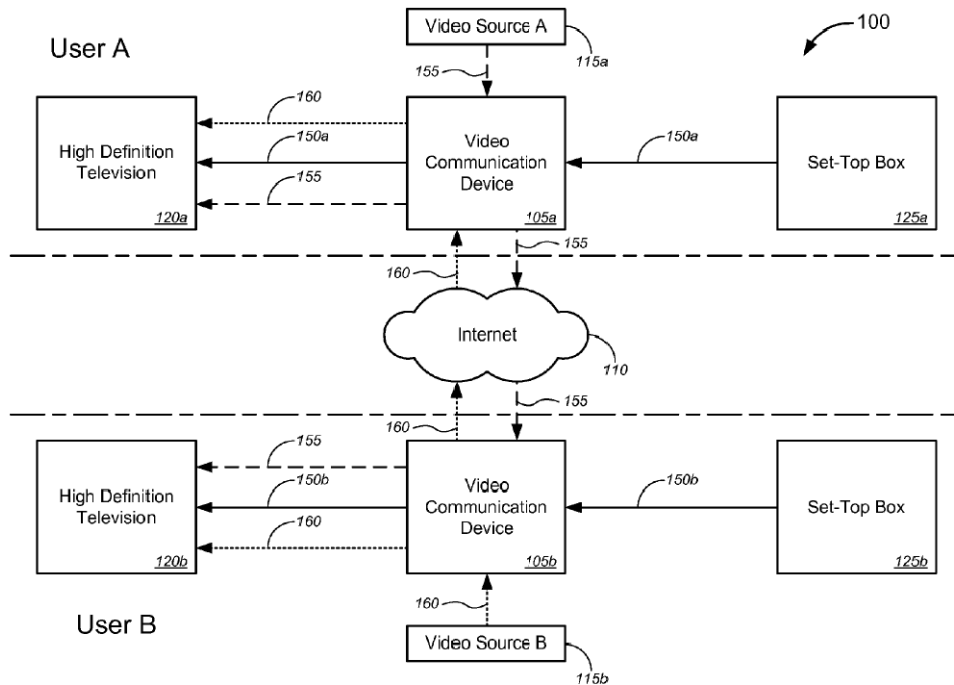 User A
Video Source A
115a
100
155
High Definition
Television
120a
160
150a
155
Video
Communication
Device
105a
150a
Set-Top Box
125a
160
155
Internet
110
160
155
High Definition
Television
120b
155
150b
160
Video
Communication
Device
105b
150b
Set-Top Box
125b
User B
160
Video Source B
115b